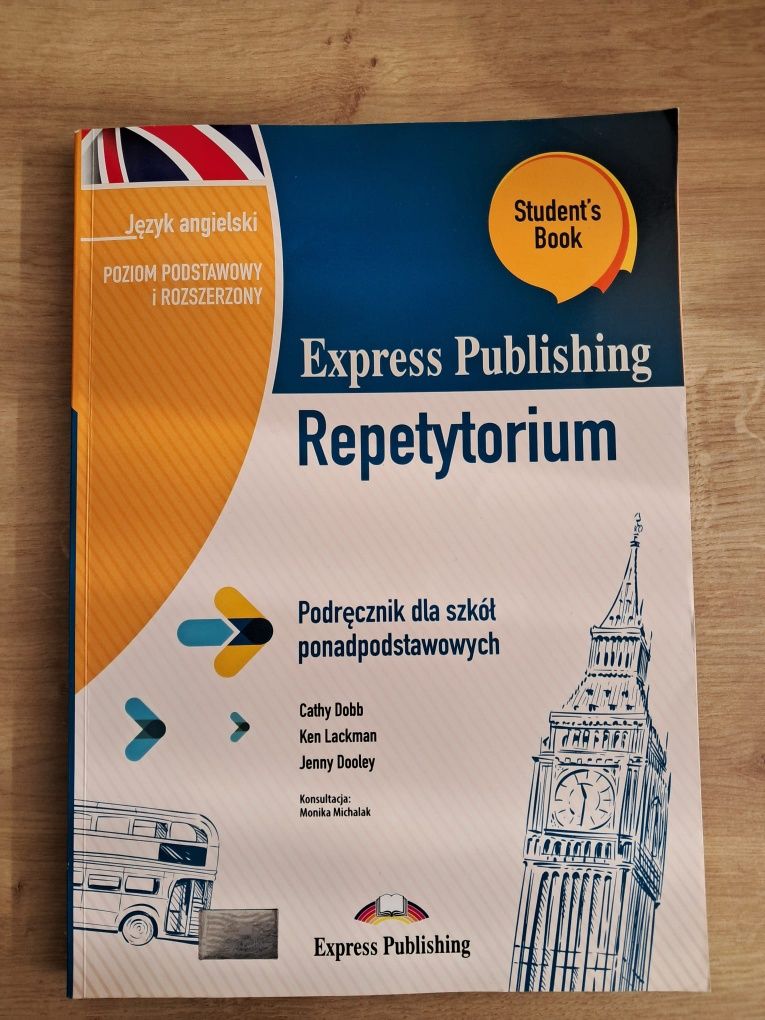 Język angielski
POZIOM PODSTAWOWY
i ROZSZERZONY
Student's
Book
Express Publishing
Repetytorium
Podręcznik dla szkół
ponadpodstawowych
Cathy Dobb
Ken Lackman
Jenny Dooley
Konsultacja:
Monika Michalak
Express Publishing